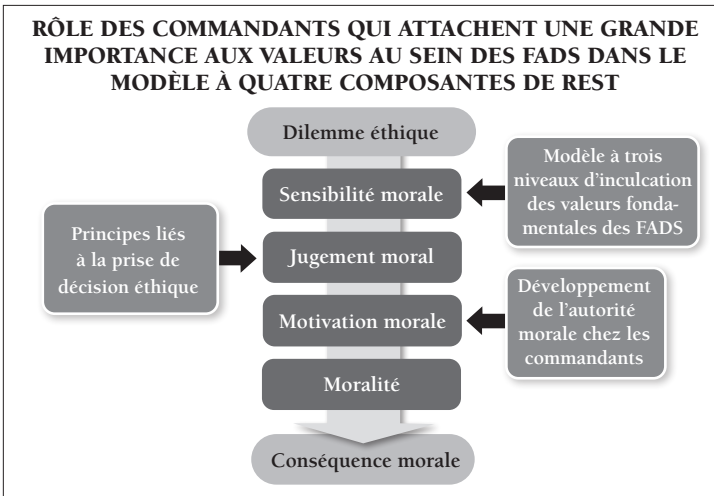 RÔLE DES COMMANDANTS QUI ATTACHENT UNE GRANDE
IMPORTANCE AUX VALEURS AU SEIN DES FADS DANS LE
MODÈLE À QUATRE COMPOSANTES DE REST
Dilemme éthique
Sensibilité morale
Modèle à trois
niveaux d'inculcation
des valeurs fonda-
mentales des FADS
Principes liés
à la prise de
décision éthique
Jugement moral
Motivation morale
Développement
de l'autorité
morale chez les
commandants
Moralité
Conséquence morale